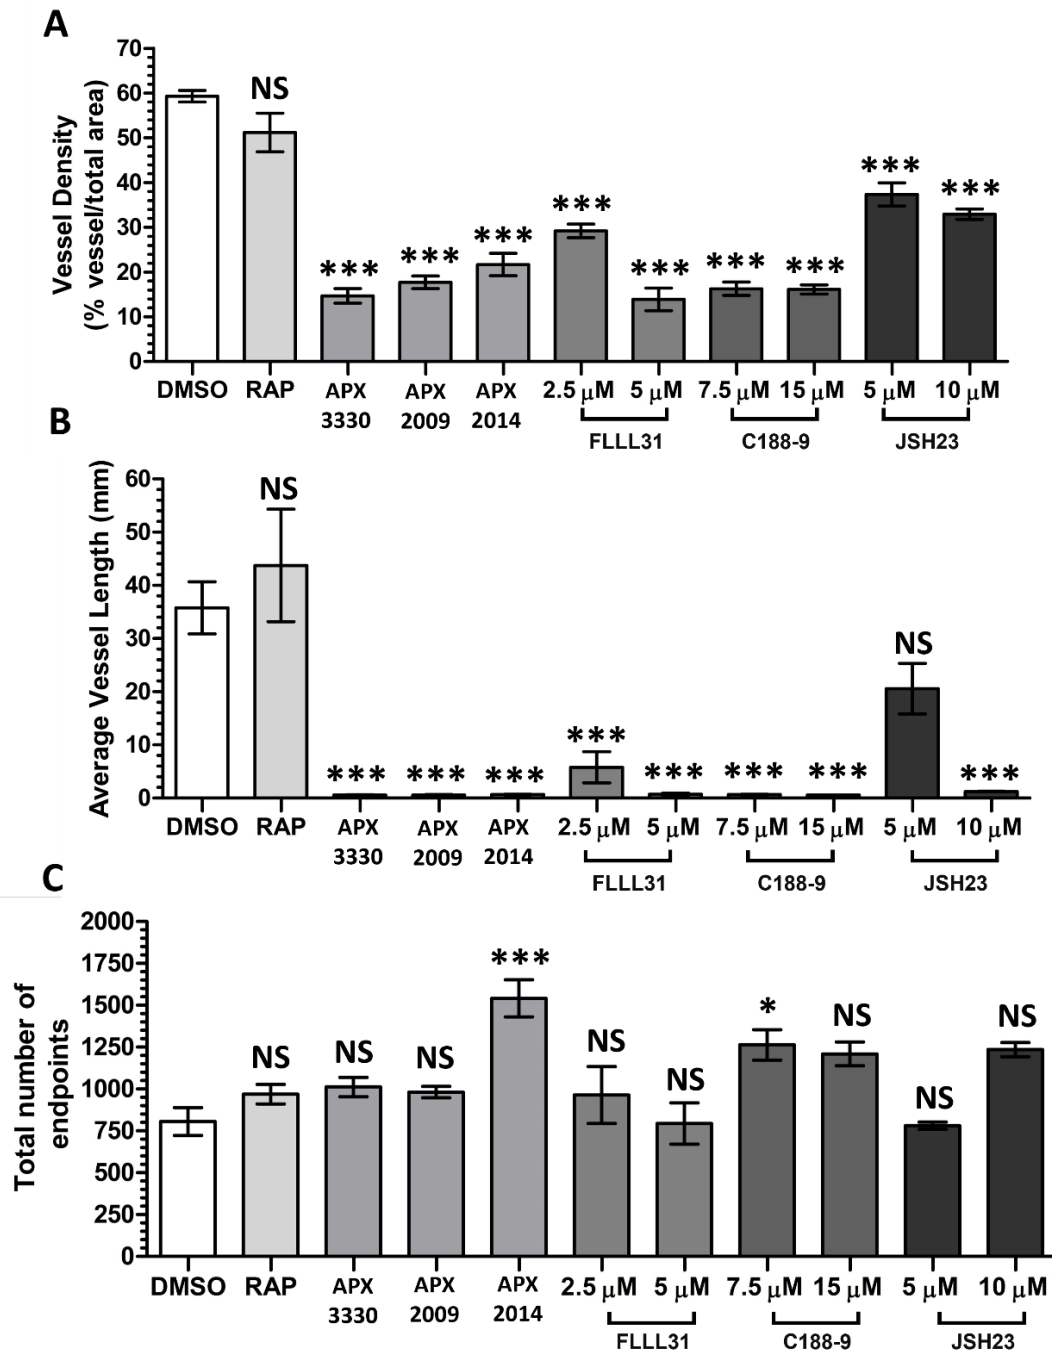 A
Vessel Density
(% vessel/total area)
70
60
50
40
30
20
10
0
NS
***
***
***
***
***
***
***
***
***
DMSO RAP APX 3330 APX 2009 APX 2014 2.5 μM 5 μM 7.5 μM 15 μM 5 μM 10 μM
FLLL31 C188-9 JSH23
B
Average Vessel Length (mm)
60
50
40
30
20
10
0
NS
***
***
***
***
***
***
***
NS
***
DMSO RAP APX 3330 APX 2009 APX 2014 2.5 μM 5 μM 7.5 μM 15 μM 5 μM 10 μM
FLLL31 C188-9 JSH23
C
Total number of
endpoints
2000
1750
1500
1250
1000
750
500
250
0
NS
NS
NS
***
NS
NS
*
NS
NS
NS
DMSO RAP APX 3330 APX 2009 APX 2014 2.5 μM 5 μM 7.5 μM 15 μM 5 μM 10 μM
FLLL31 C188-9 JSH23